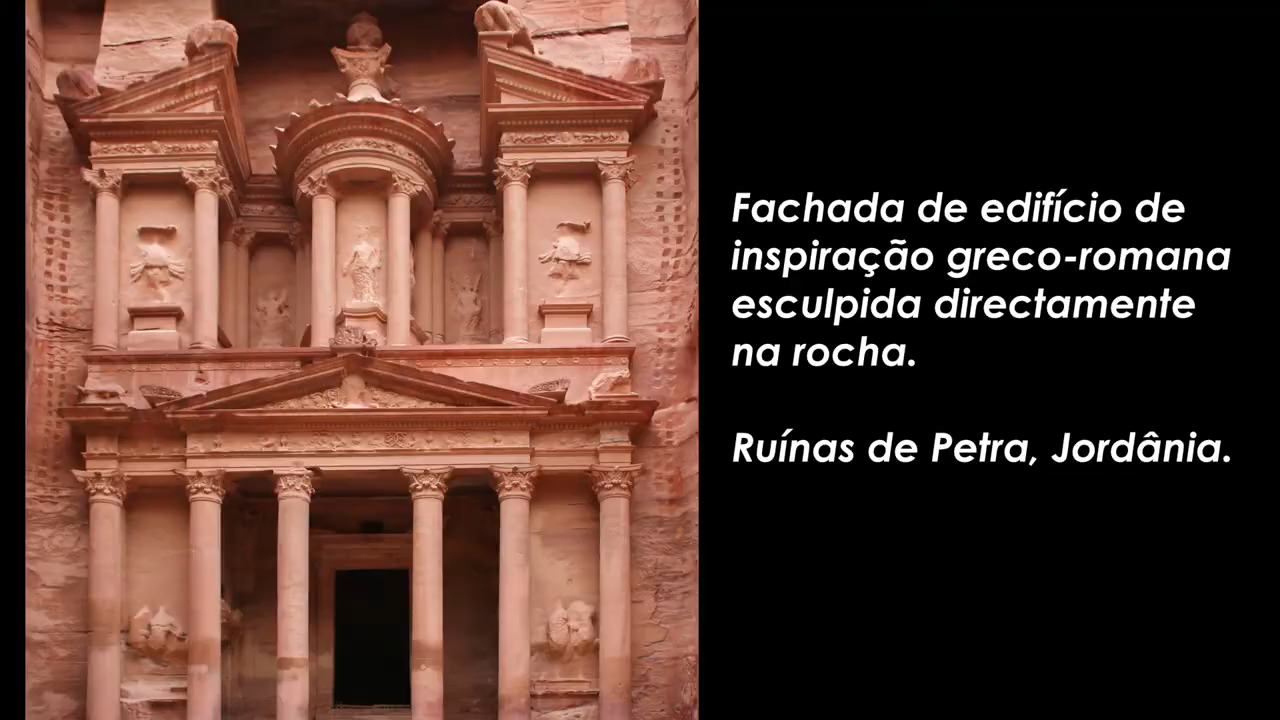 Fachada de edifício de
inspiração greco-romana
esculpida directamente
na rocha.
Ruínas de Petra, Jordânia.